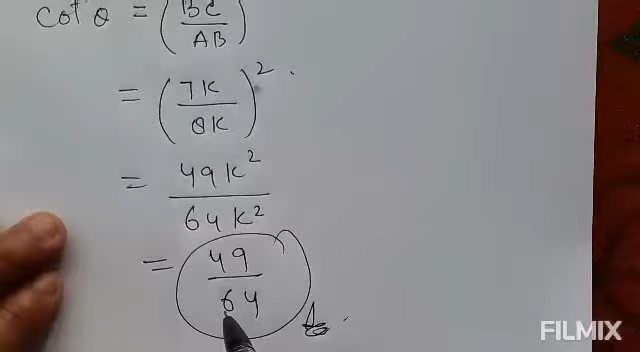 cot θ = (BC/AB)
= (7K/8K)² .
= 49K²/64K²
= 49/64
FILMIX